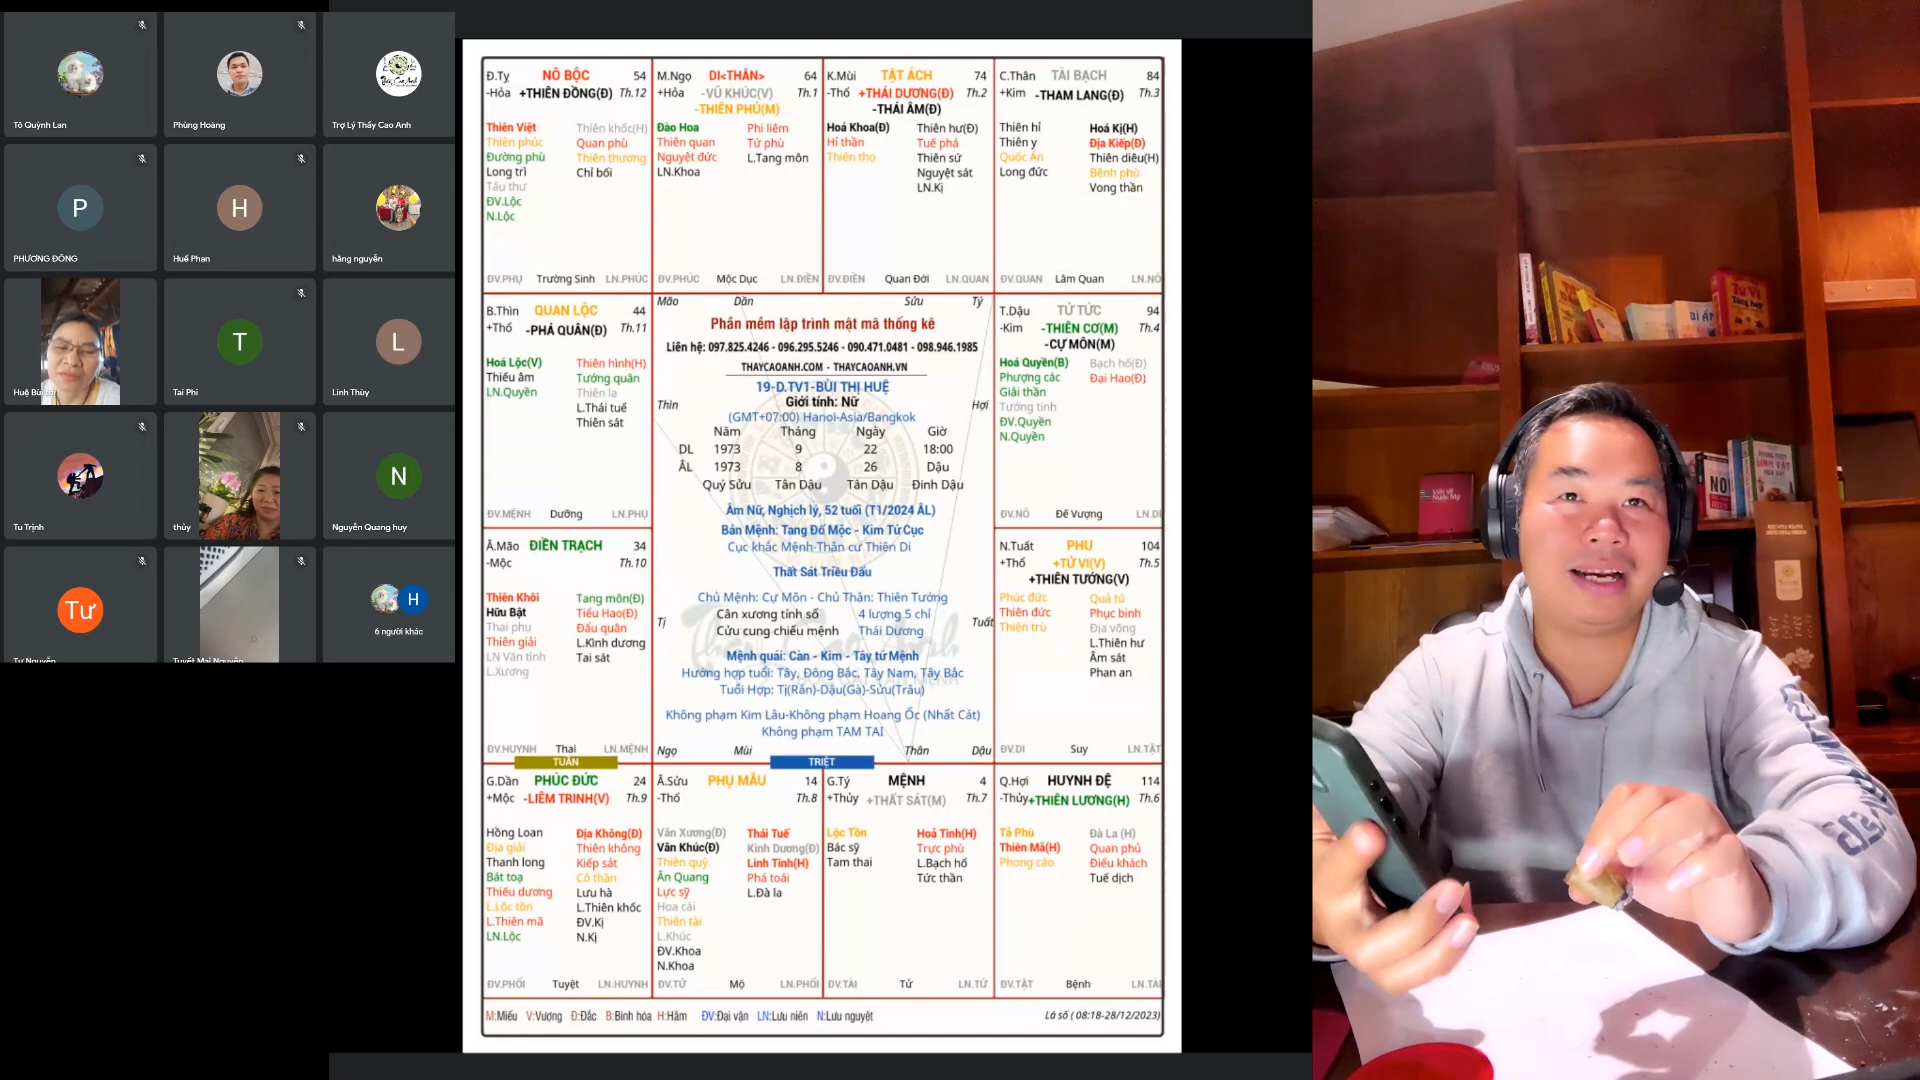 Tô Quỳnh Lan
Phùng Hoàng
Trợ Lý Thầy Cao Anh
P
H
PHƯƠNG ĐÔNG
Huế Phan
hằng nguyễn
T
L
Huệ Bùi
Tai Phi
Linh Thùy
N
Tu Trịnh
thủy
Nguyễn Quang huy
Tư
H
6 người khác
Tư Nguyễn
Tuyết Mai Nguyễn
Đ.Tỵ NÔ BỘC 54
-Hỏa +THIÊN ĐỒNG(Đ) Th.12
Thiên Việt Thiên khốc(H)
Thiên phúc Quan phù
Đường phù Thiên thương
Long trì Chỉ bối
Tấu thư
ĐV.Lộc
N.Lộc
ĐV.PHỤ Trường Sinh LN.PHÚC
M.Ngọ DI<THÂN> 64
+Hỏa -VŨ KHÚC(V) Th.1
-THIÊN PHỦ(M)
Đào Hoa Phi liêm
Thiên quan Tử phù
Nguyệt đức L.Tang môn
LN.Khoa
ĐV.PHÚC Mộc Dục LN.ĐIỀN
K.Mùi TẬT ÁCH 74
-Thổ +THÁI DƯƠNG(Đ) Th.2
-THÁI ÂM(Đ)
Hoá Khoa(Đ) Thiên hư(Đ)
Hỉ thần Tuế phá
Thiên thọ Thiên sứ
Nguyệt sát
LN.Kị
ĐV.ĐIỀN Quan Đới LN.QUAN
C.Thân TÀI BẠCH 84
+Kim -THAM LANG(Đ) Th.3
Thiên hỉ Hoá Kị(H)
Thiên y Địa Kiếp(Đ)
Quốc Ấn Thiên diêu(H)
Long đức Bệnh phù
Vong thần
ĐV.QUAN Lâm Quan LN.NÔ
B.Thìn QUAN LỘC 44
+Thổ -PHÁ QUÂN(Đ) Th.11
Hoá Lộc(V) Thiên hình(H)
Thiếu âm Tướng quân
LN.Quyền Thiên la
L.Thái tuế
Thiên sát
ĐV.MỆNH Dưỡng LN.PHỤ
Mão Dần Sửu Tý
Phần mềm lập trình mật mã thống kê
Liên hệ: 097.825.4246 - 096.295.5246 - 090.471.0481 - 098.946.1985
THAYCAOANH.COM - THAYCAOANH.VN
19-D.TV1-BÙI THỊ HUỆ
Giới tính: Nữ
Thìn Hợi
(GMT+07:00) Hanoi-Asia/Bangkok
Năm Tháng Ngày Giờ
DL 1973 9 22 18:00
ÂL 1973 8 26 Dậu
Quý Sửu Tân Dậu Tân Dậu Đinh Dậu
Âm Nữ, Nghịch lý, 52 tuổi (T1/2024 ÂL)
Bản Mệnh: Tang Đố Mộc - Kim Tứ Cục
Cục khắc Mệnh-Thân cư Thiên Di
Thất Sát Triều Đẩu
Chủ Mệnh: Cự Môn - Chủ Thân: Thiên Tướng
Cân xương tính số 4 lượng 5 chỉ
Tị Tuất
Cửu cung chiếu mệnh Thái Dương
Mệnh quái: Càn - Kim - Tây tứ Mệnh
Hướng hợp tuổi: Tây, Đông Bắc, Tây Nam, Tây Bắc
Tuổi Hợp: Tị(Rắn)-Dậu(Gà)-Sửu(Trâu)
Không phạm Kim Lâu-Không phạm Hoang Ốc (Nhất Cát)
Không phạm TAM TAI
Ngọ Mùi Thân Dậu
T.Dậu TỬ TỨC 94
-Kim -THIÊN CƠ(M) Th.4
-CỰ MÔN(M)
Hoá Quyền(B) Bạch hổ(Đ)
Phượng các Đại Hao(Đ)
Giải thần
Tướng tinh
ĐV.Quyền
N.Quyền
ĐV.NÔ Đế Vượng LN.DI
Â.Mão ĐIỀN TRẠCH 34
-Mộc Th.10
Thiên Khôi Tang môn(Đ)
Hữu Bật Tiểu Hao(Đ)
Thai phụ Đẩu quân
Thiên giải L.Kình dương
LN Văn tinh Tai sát
L.Xương
ĐV.HUYNH Thai LN.MỆNH
N.Tuất PHU 104
+Thổ +TỬ VI(V) Th.5
+THIÊN TƯỚNG(V)
Phúc đức Quả tú
Thiên đức Phục binh
Thiên trù Địa võng
L.Thiên hư
Âm sát
Phan an
ĐV.DI Suy LN.TẬT
TUẦN
TRIỆT
G.Dần PHÚC ĐỨC 24
+Mộc -LIÊM TRINH(V) Th.9
Hồng Loan Địa Không(Đ)
Địa giải Thiên không
Thanh long Kiếp sát
Bát toạ Cô thần
Thiếu dương Lưu hà
L.Lộc tồn L.Thiên khốc
L.Thiên mã ĐV.Kị
LN.Lộc N.Kị
ĐV.PHỐI Tuyệt LN.HUYNH
Â.Sửu PHỤ MẪU 14
-Thổ Th.8
Văn Xương(Đ) Thái Tuế
Văn Khúc(Đ) Kình Dương(Đ)
Thiên quý Linh Tinh(H)
Ân Quang Phá toái
Lực sỹ L.Đà la
Hoa cái
Thiên tài
L.Khúc
ĐV.Khoa
N.Khoa
ĐV.TỬ Mộ LN.PHỐI
G.Tý MỆNH 4
+Thủy +THẤT SÁT(M) Th.7
Lộc Tồn Hoả Tinh(H)
Bác sỹ Trực phù
Tam thai L.Bạch hổ
Tức thần
ĐV.TÀI Tử LN.TỬ
Q.Hợi HUYNH ĐỆ 114
-Thủy +THIÊN LƯƠNG(H) Th.6
Tả Phù Đà La (H)
Thiên Mã(H) Quan phủ
Phong cáo Điếu khách
Tuế dịch
ĐV.TẬT Bệnh LN.TÀI
M:Miếu V:Vượng Đ:Đắc B:Bình hòa H:Hãm ĐV:Đại vận LN:Lưu niên N:Lưu nguyệt
Lá số ( 08:18-28/12/2023)
Tử Vi